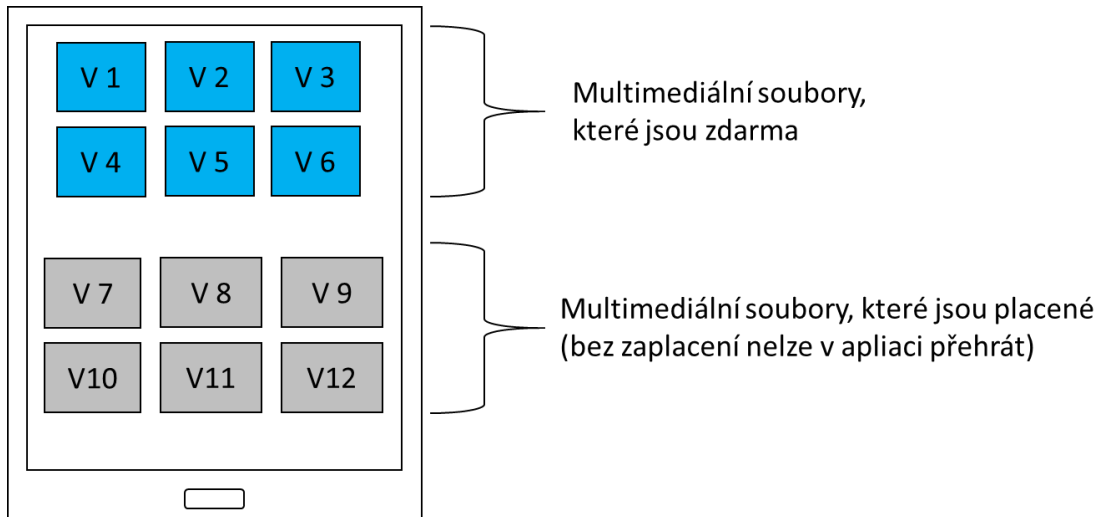 V 1 V 2 V 3
Multimediální soubory,
které jsou zdarma
V 4 V 5 V 6
V 7 V 8 V 9
Multimediální soubory, které jsou placené
(bez zaplacení nelze v apliaci přehrát)
V10 V11 V12